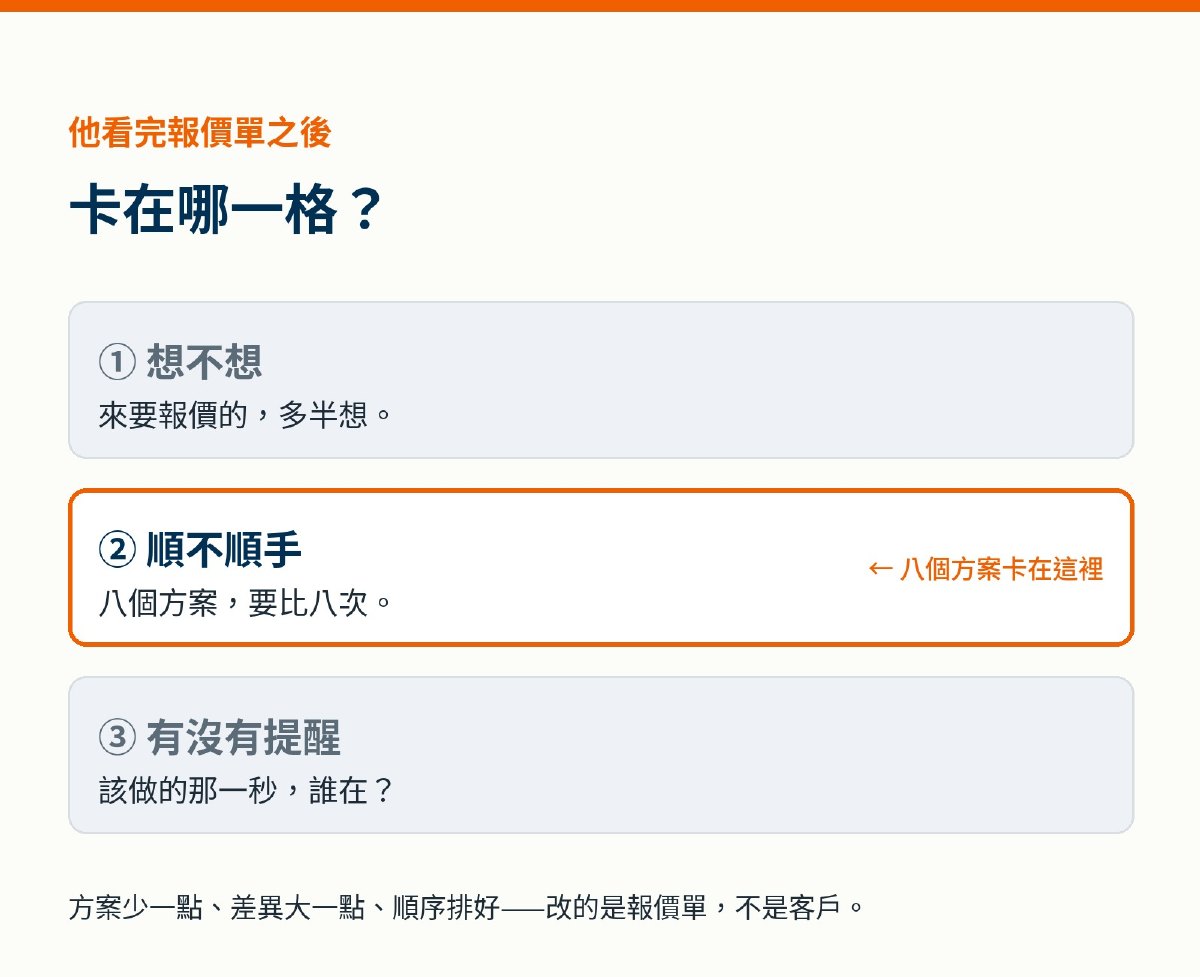 他看完報價單之後
卡在哪一格？
① 想不想
來要報價的，多半想。
② 順不順手
八個方案，要比八次。
← 八個方案卡在這裡
③ 有沒有提醒
該做的那一秒，誰在？
方案少一點、差異大一點、順序排好——改的是報價單，不是客戶。